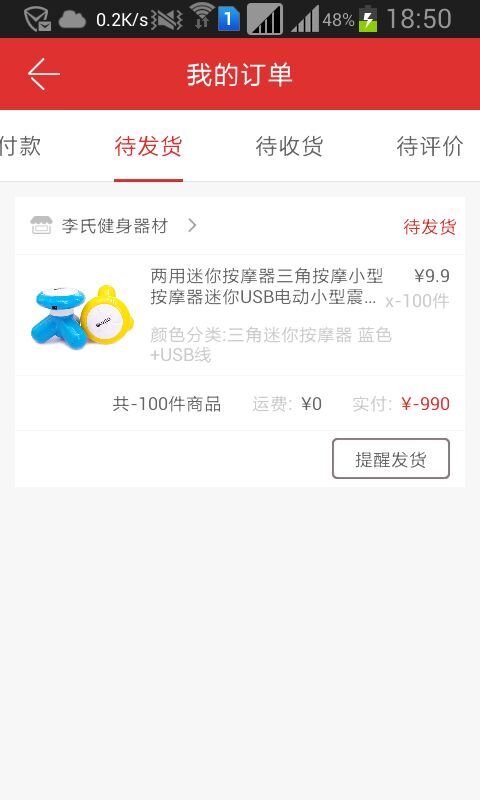 0.2K/s 1 48% 18:50
我的订单
付款 待发货 待收货 待评价
李氏健身器材 待发货
两用迷你按摩器三角按摩小型 ¥9.9
按摩器迷你USB电动小型震... x-100件
颜色分类:三角迷你按摩器 蓝色
+USB线
共-100件商品 运费: ¥0 实付: ¥-990
提醒发货